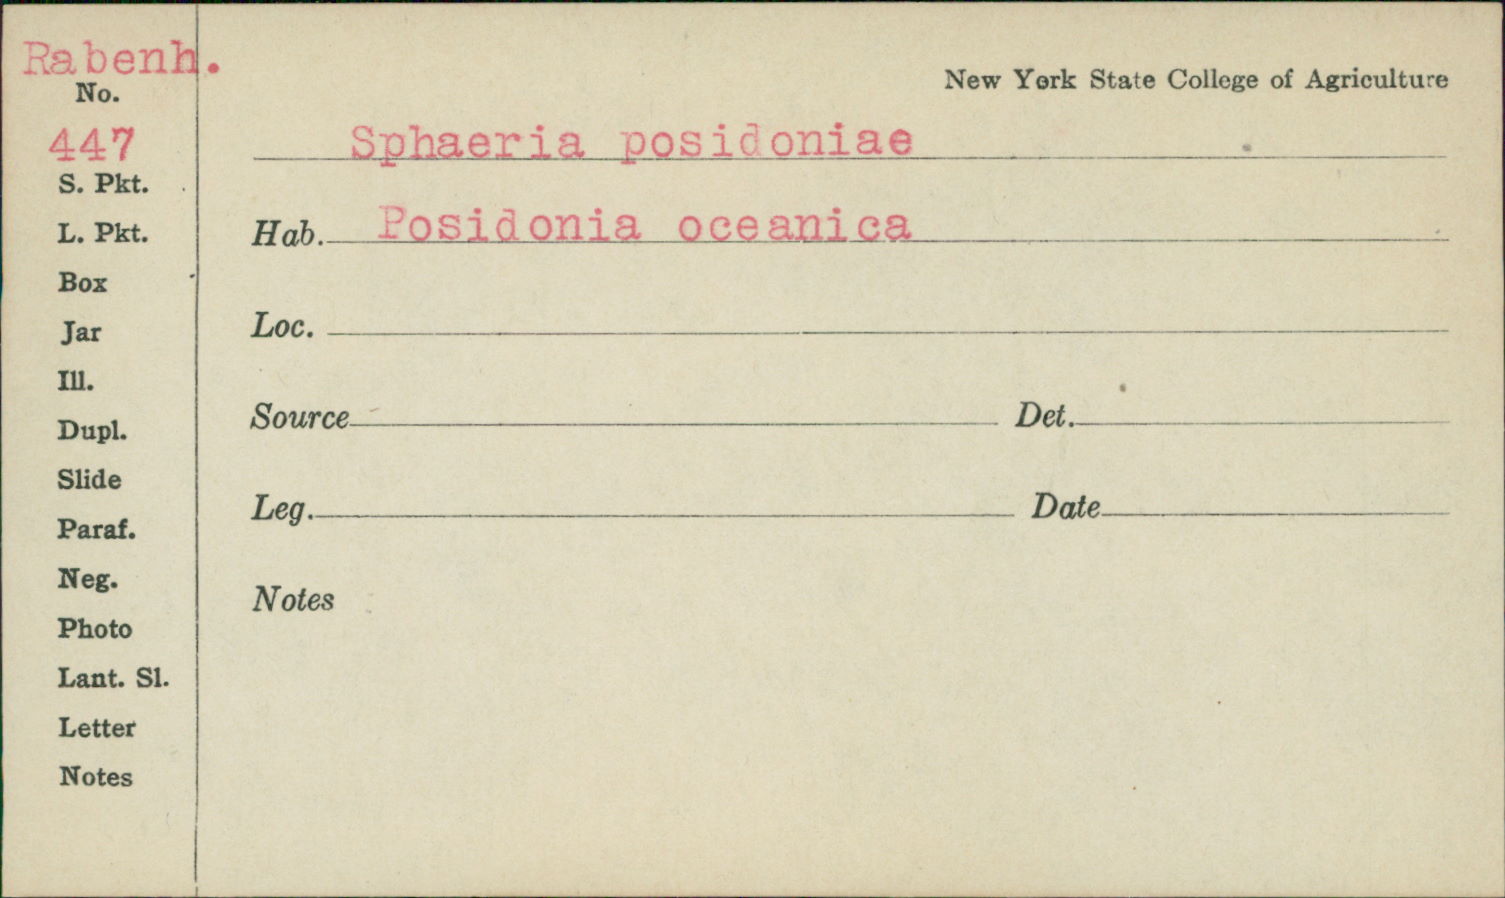 Rabenh.
No.
447
S. Pkt.
L. Pkt.
Box
Jar
Ill.
Dupl.
Slide
Paraf.
Neg.
Photo
Lant. Sl.
Letter
Notes
New York State College of Agriculture
Sphaeria posidoniae
Hab. Posidonia oceanica
Loc.
Source Det.
Leg. Date
Notes